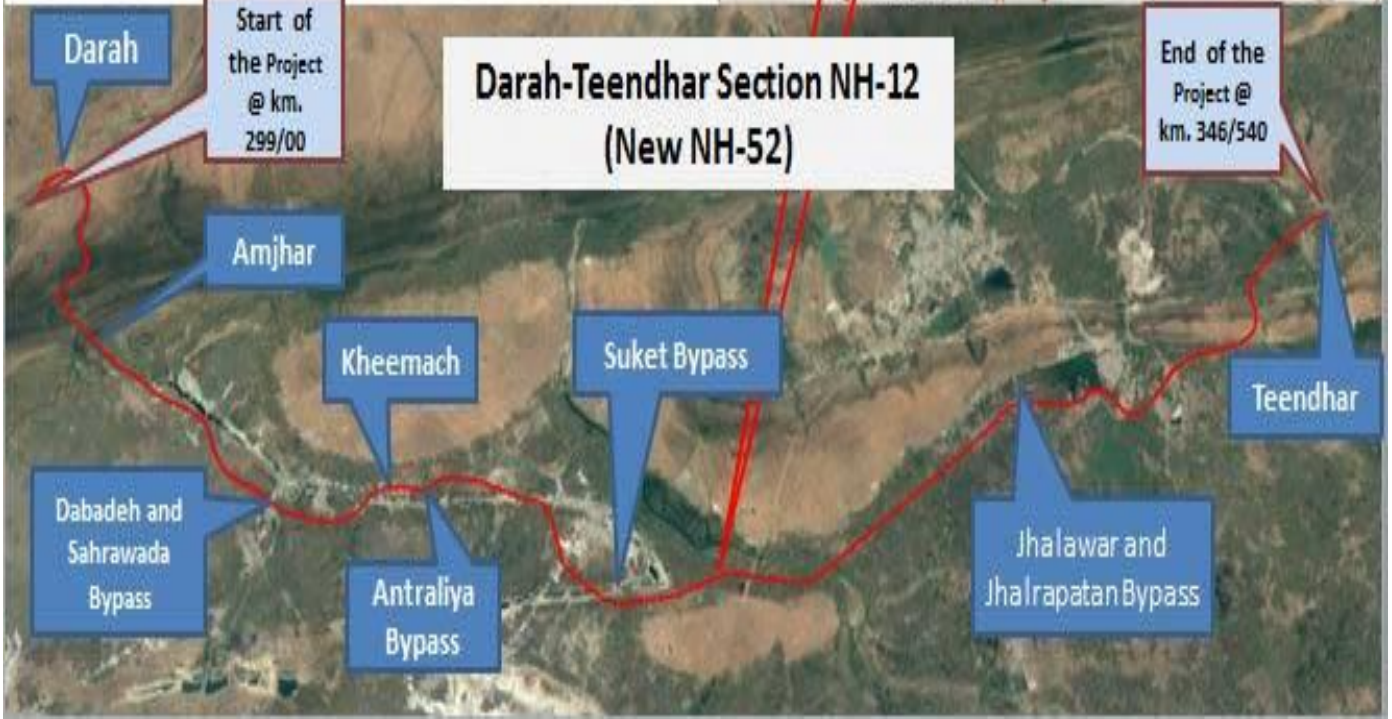 Darah
Start of
the Project
@ km.
299/00
Darah-Teendhar Section NH-12
(New NH-52)
End of the
Project @
km. 346/540
Amjhar
Kheemach
Suket Bypass
Teendhar
Dabadeh and
Sahrawada
Bypass
Antraliya
Bypass
Jhalawar and
Jhalrapatan Bypass